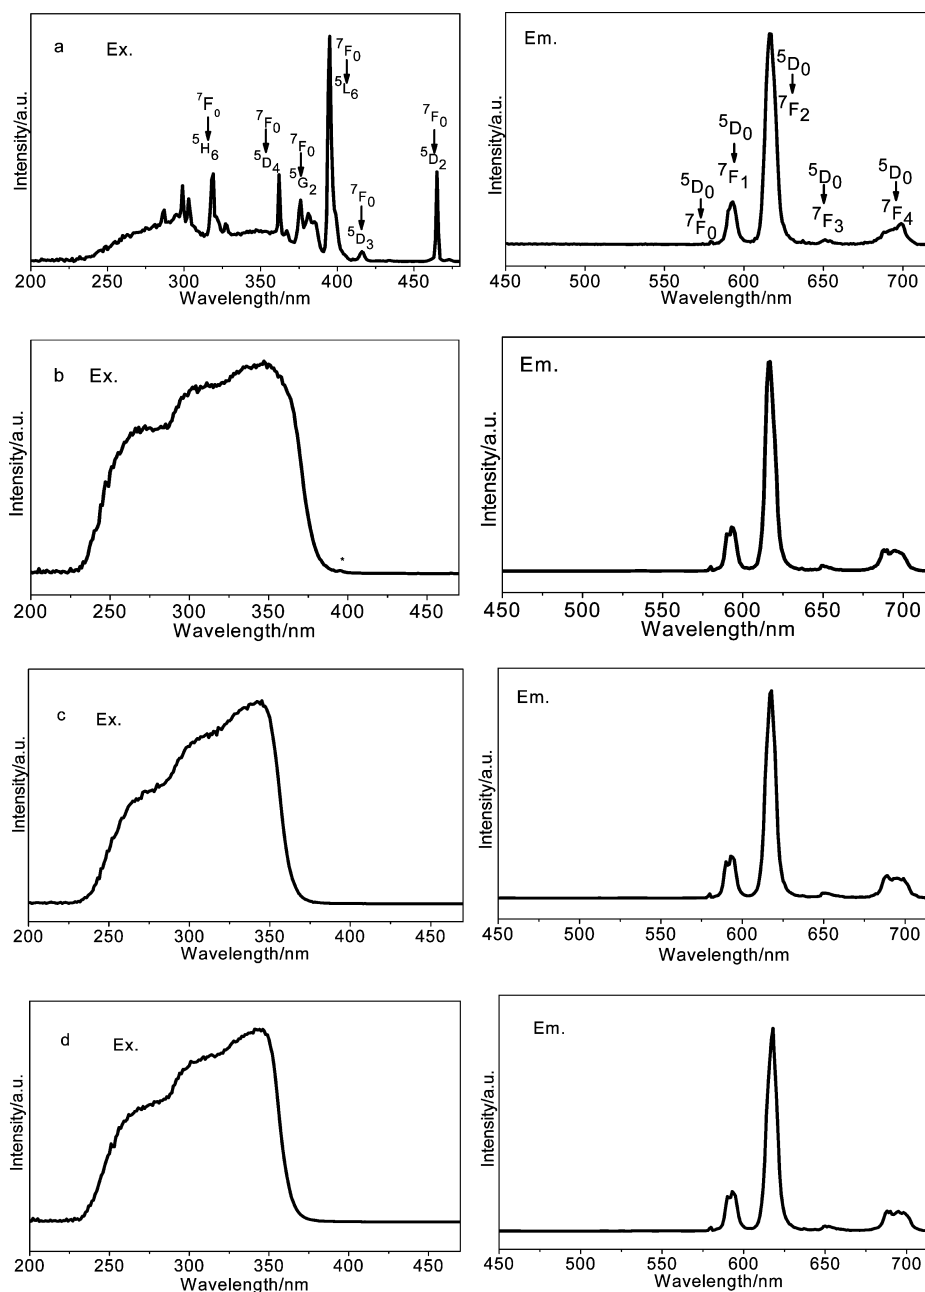 a Ex.
Intensity/a.u.
⁷F₀
⁵H₆
⁷F₀
⁵D₄
⁷F₀
⁵G₂
⁷F₀
⁵L₆
⁷F₀
⁵D₃
⁷F₀
⁵D₂
200 250 300 350 400 450
Wavelength/nm
Em.
Intensity/a.u.
⁵D₀
⁷F₀
⁵D₀
⁷F₁
⁵D₀
⁷F₂
⁵D₀
⁷F₃
⁵D₀
⁷F₄
450 500 550 600 650 700
Wavelength/nm
b Ex.
Intensity/a.u.
*
200 250 300 350 400 450
Wavelength/nm
Em.
Intensity/a.u.
450 500 550 600 650 700
Wavelength/nm
c Ex.
Intensity/a.u.
200 250 300 350 400 450
Wavelength/nm
Em.
Intensity/a.u.
450 500 550 600 650 700
Wavelength/nm
d Ex.
Intensity/a.u.
200 250 300 350 400 450
Wavelength/nm
Em.
Intensity/a.u.
450 500 550 600 650 700
Wavelength/nm